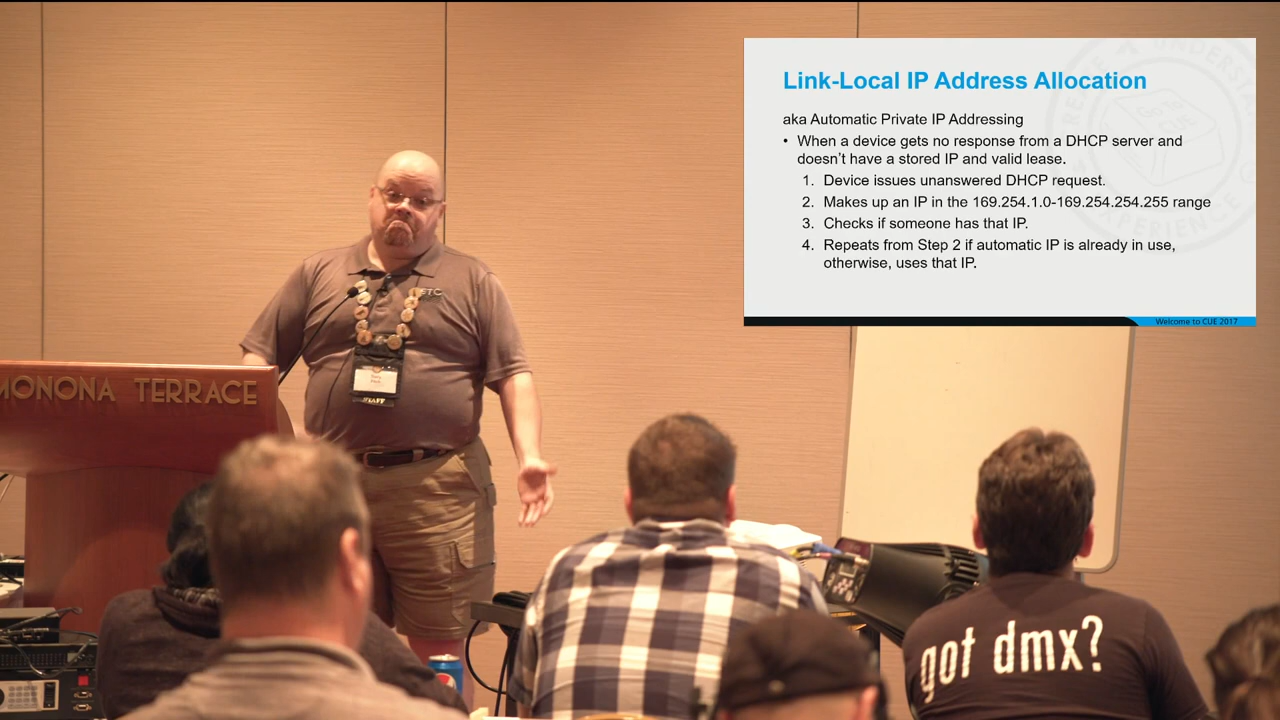 Link-Local IP Address Allocation
aka Automatic Private IP Addressing
• When a device gets no response from a DHCP server and
doesn't have a stored IP and valid lease.
1. Device issues unanswered DHCP request.
2. Makes up an IP in the 169.254.1.0-169.254.254.255 range
3. Checks if someone has that IP.
4. Repeats from Step 2 if automatic IP is already in use,
otherwise, uses that IP.
Welcome to CUE 2017
ETC
STAFF
MONONA TERRACE
got dmx?